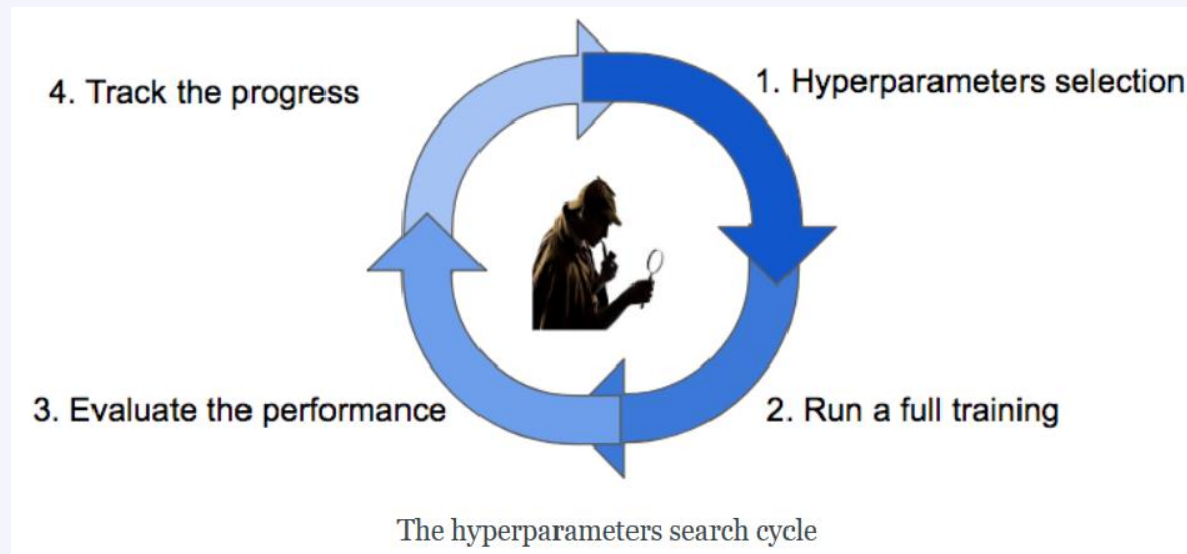 4. Track the progress
1. Hyperparameters selection
3. Evaluate the performance
2. Run a full training
The hyperparameters search cycle